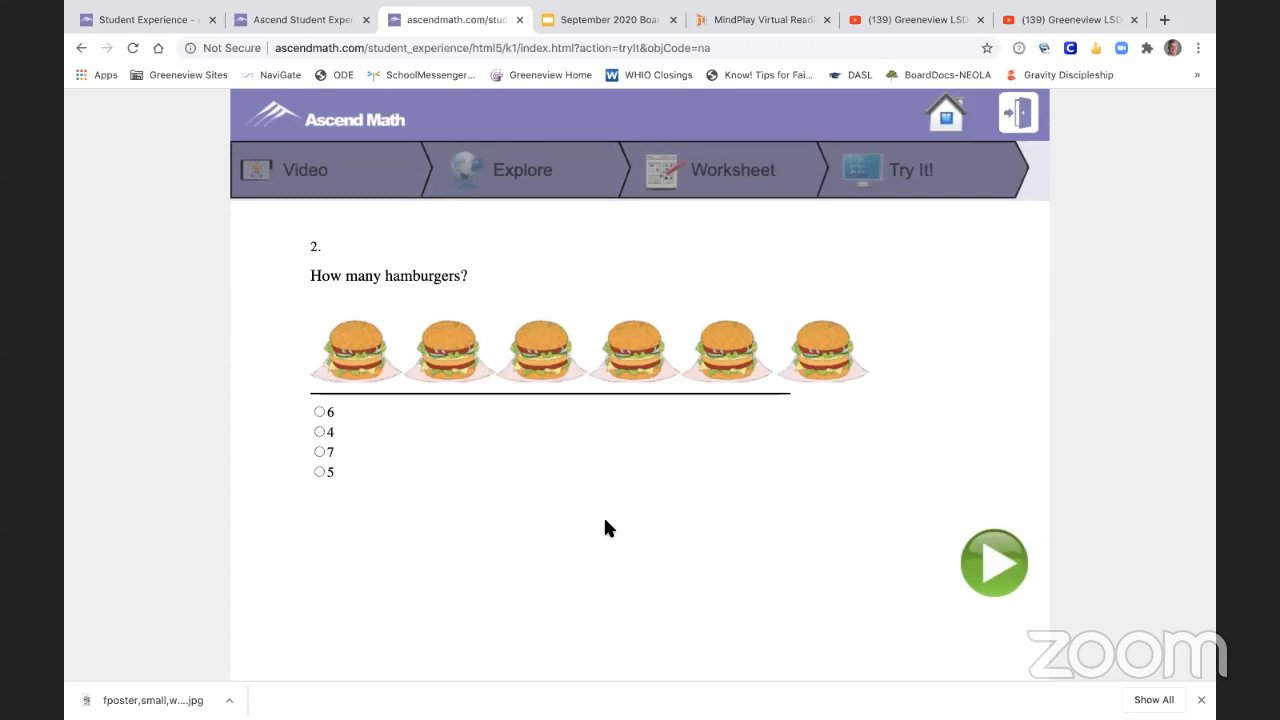 Student Experience - A
Ascend Student Exper
ascendmath.com/stud
September 2020 Boar
MindPlay Virtual Readi
(139) Greeneview LSD
(139) Greeneview LSD
Not Secure
ascendmath.com/student_experience/html5/k1/index.html?action=tryIt&objCode=na
Apps
Greeneview Sites
NaviGate
ODE
SchoolMessenger...
Greeneview Home
WHIO Closings
Know! Tips for Fai...
DASL
BoardDocs-NEOLA
Gravity Discipleship
»
Ascend Math
Video
Explore
Worksheet
Try It!
2.
How many hamburgers?
6
4
7
5
zoom
fposter,small,w....jpg
Show All